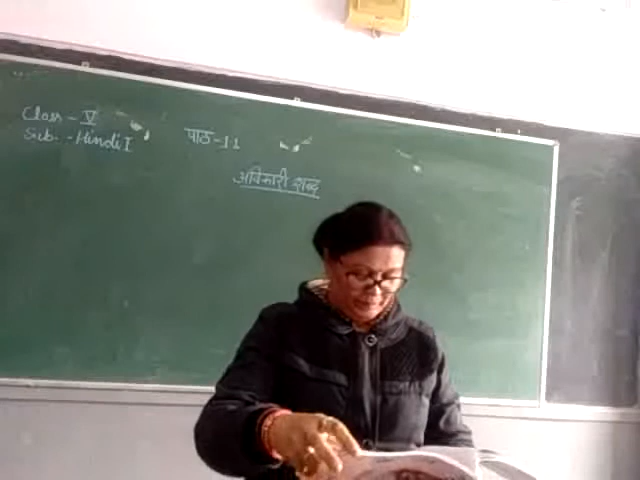 Class - V
Sub. - Hindi I
पाठ-11
अविकारी शब्द